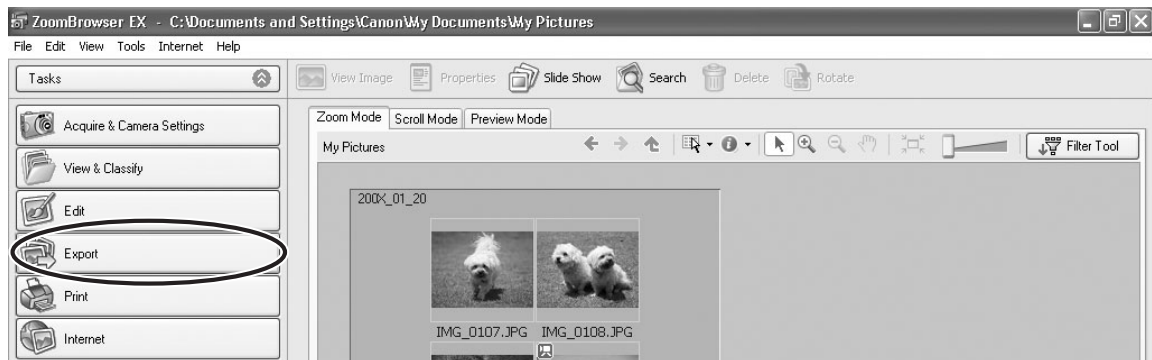 ZoomBrowser EX - C:\Documents and Settings\Canon\My Documents\My Pictures
File Edit View Tools Internet Help
Tasks
View Image Properties Slide Show Search Delete Rotate
Acquire & Camera Settings
View & Classify
Edit
Export
Print
Internet
Zoom Mode Scroll Mode Preview Mode
My Pictures
Filter Tool
200X_01_20
IMG_0107.JPG IMG_0108.JPG